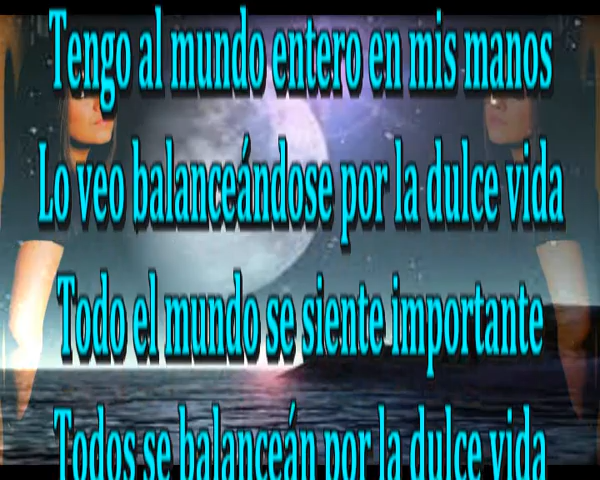 Tengo al mundo entero en mis manos
Lo veo balanceándose por la dulce vida
Todo el mundo se siente importante
Todos se balanceán por la dulce vida